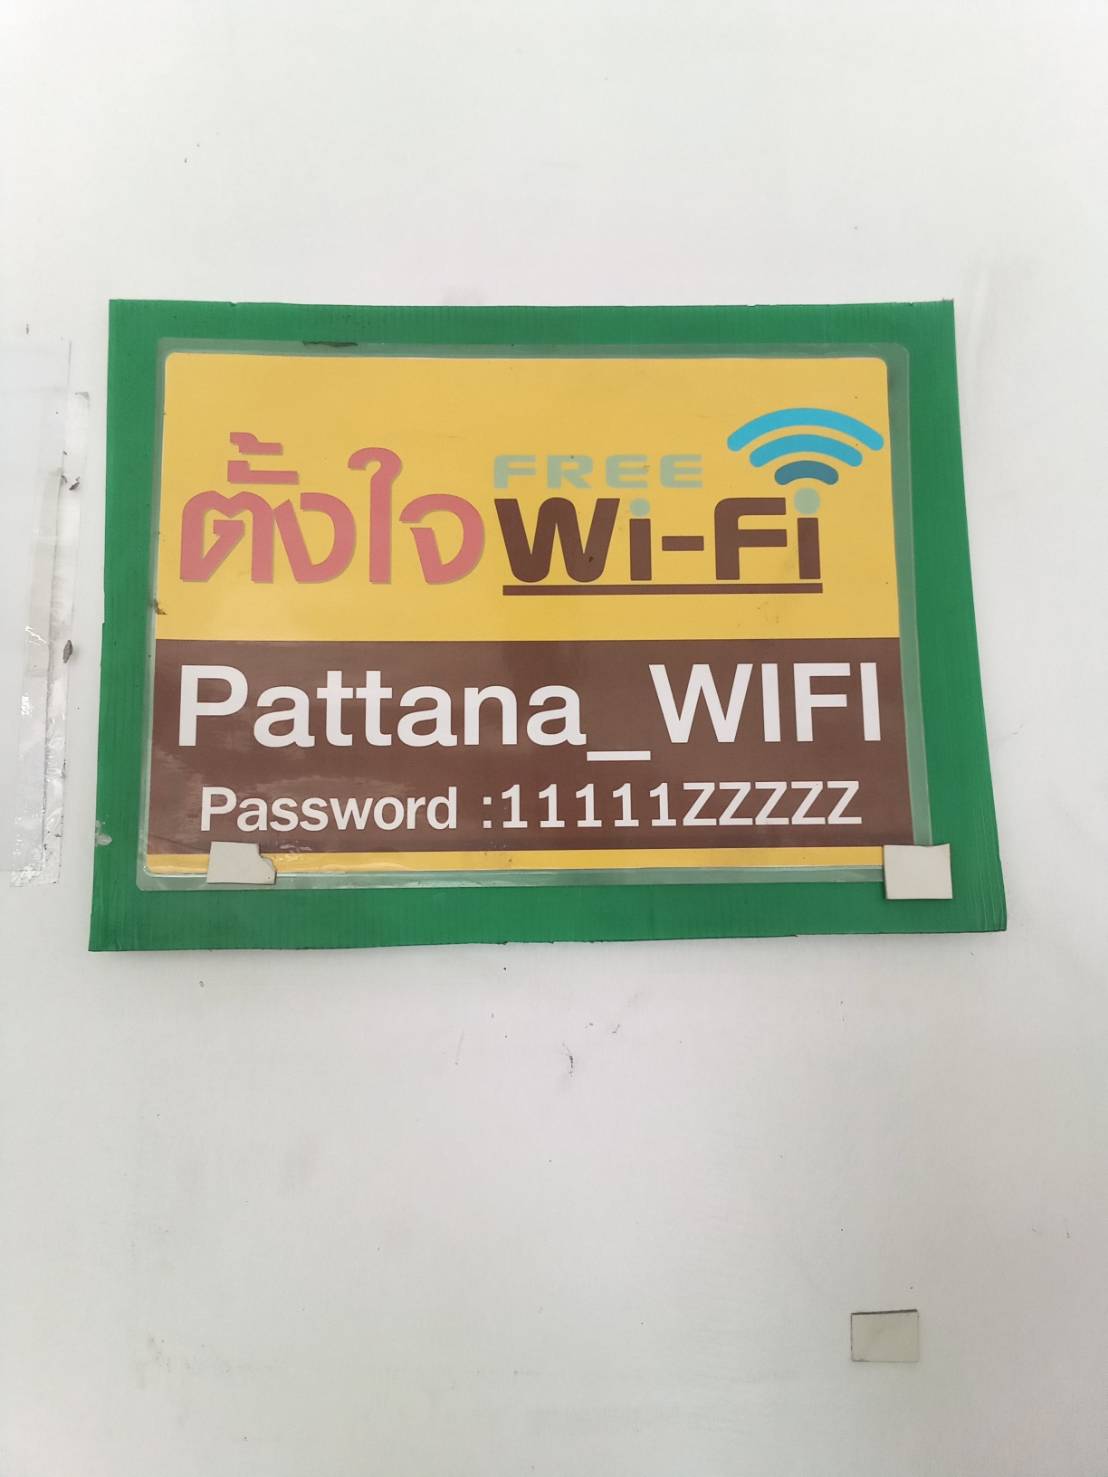 ตั้งใจ FREE Wi-Fi
Pattana_WIFI
Password :11111ZZZZZ